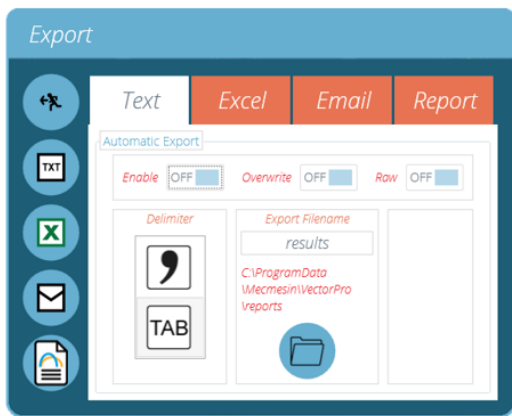 Export
Text Excel Email Report
TXT
X
Automatic Export
Enable OFF Overwrite OFF Raw OFF
Delimiter
,
TAB
Export Filename
results
C:\ProgramData
\Mecmesin\VectorPro
\reports